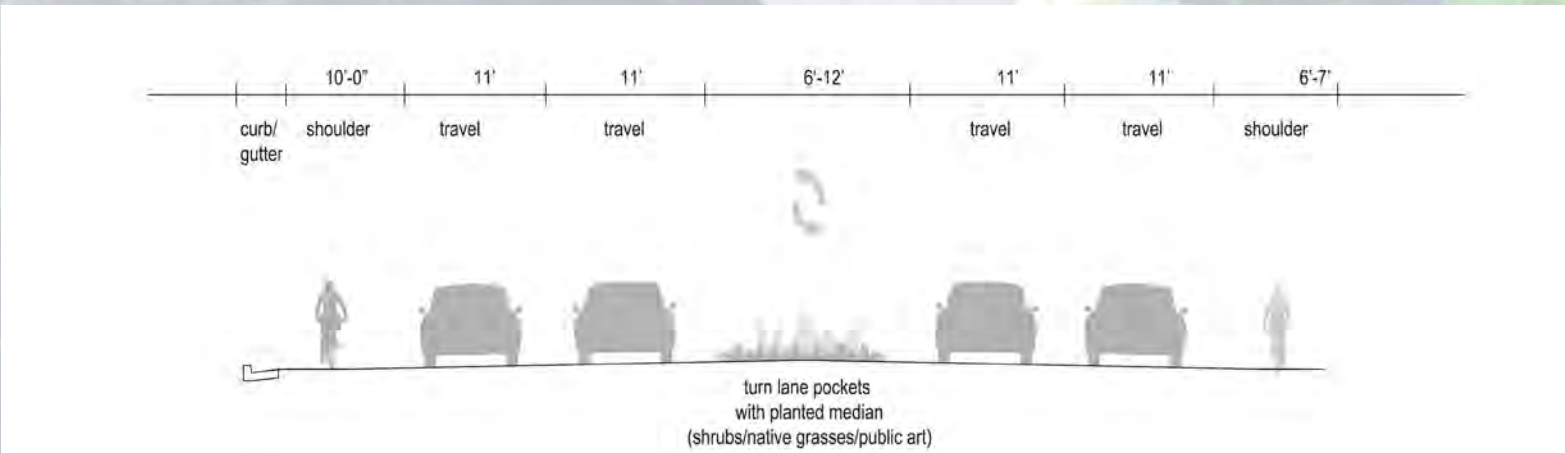 10'-0"
11'
11'
6'-12'
11'
11'
6'-7'
curb/
gutter
shoulder
travel
travel
travel
travel
shoulder
turn lane pockets
with planted median
(shrubs/native grasses/public art)